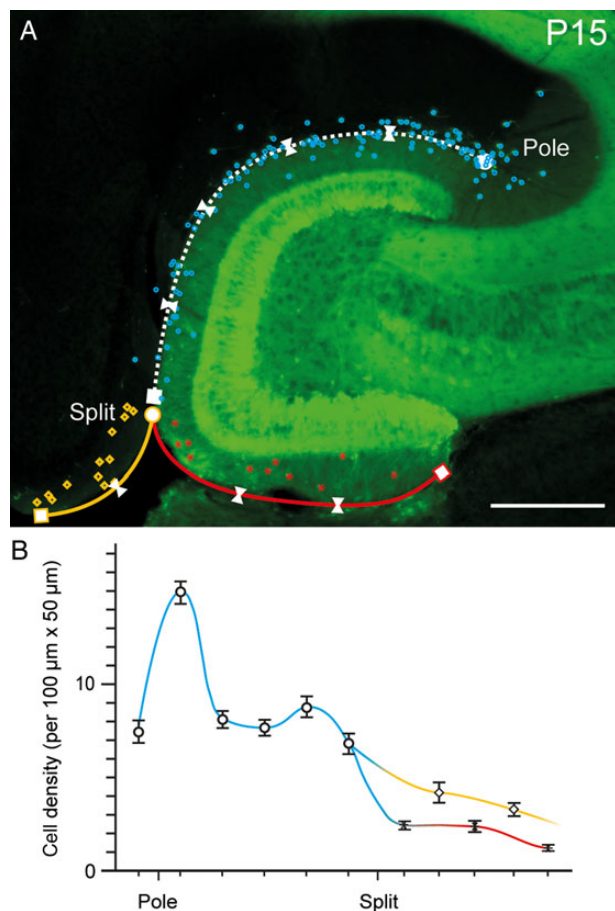 A
P15
Pole
Split
B
Cell density (per 100 µm x 50 µm)
10
0
Pole
Split